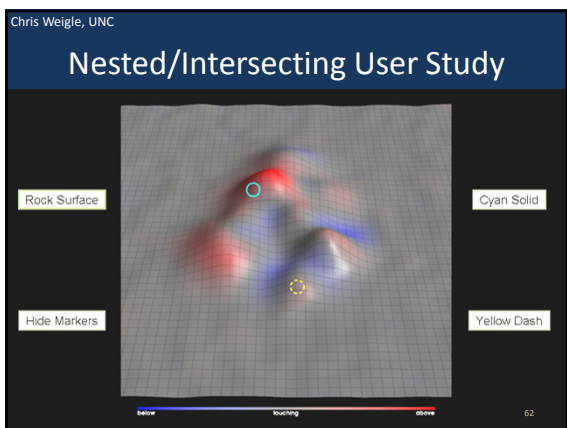 Chris Weigle, UNC
Nested/Intersecting User Study
Rock Surface
Cyan Solid
Hide Markers
Yellow Dash
below touching above
62